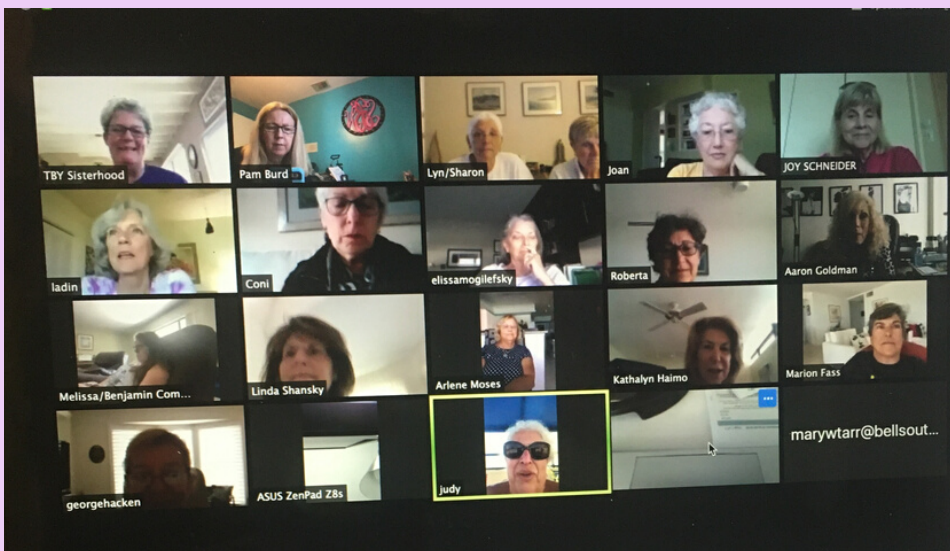 TBY Sisterhood
Pam Burd
Lyn/Sharon
Joan
JOY SCHNEIDER
ladin
Coni
elissamogilefsky
Roberta
Aaron Goldman
Melissa/Benjamin Com...
Linda Shansky
Arlene Moses
Kathalyn Haimo
Marion Fass
georgehacken
ASUS ZenPad Z8s
judy
marywtarr@bellsout...